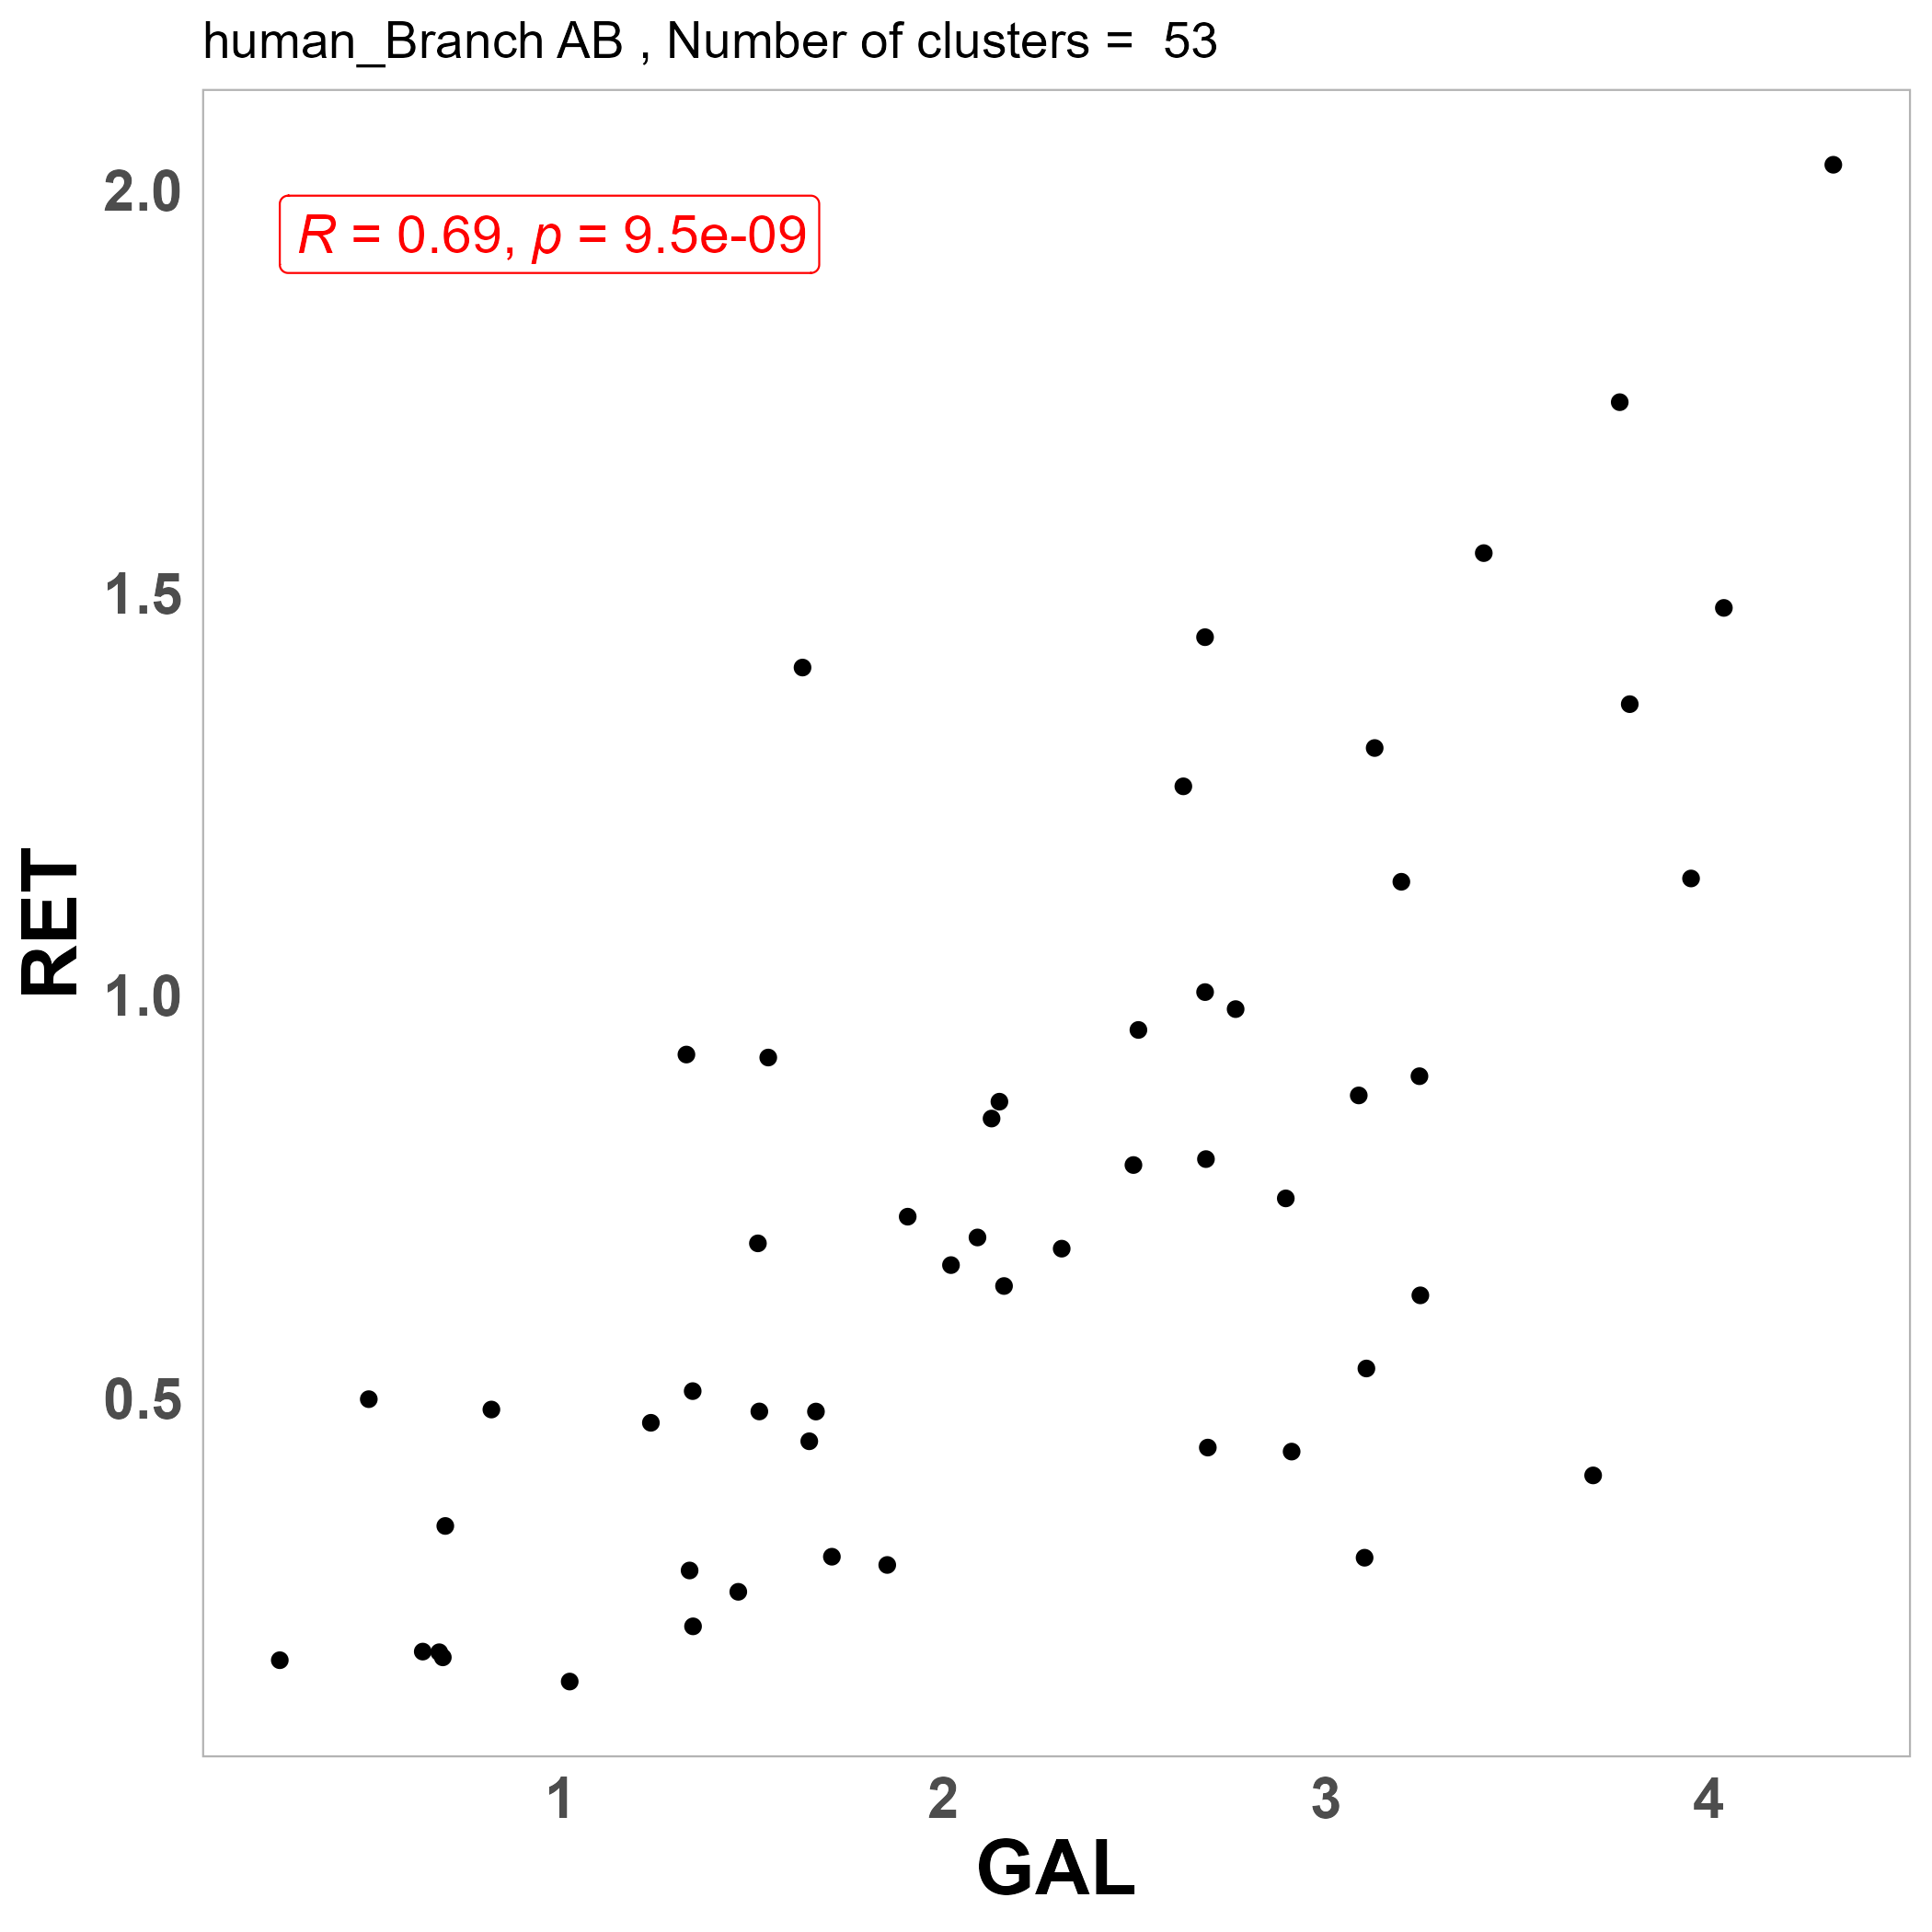 human_Branch AB , Number of clusters =  53
R = 0.69, p = 9.5e-09
2.0
1.5
1.0
0.5
RET
1 2 3 4
GAL